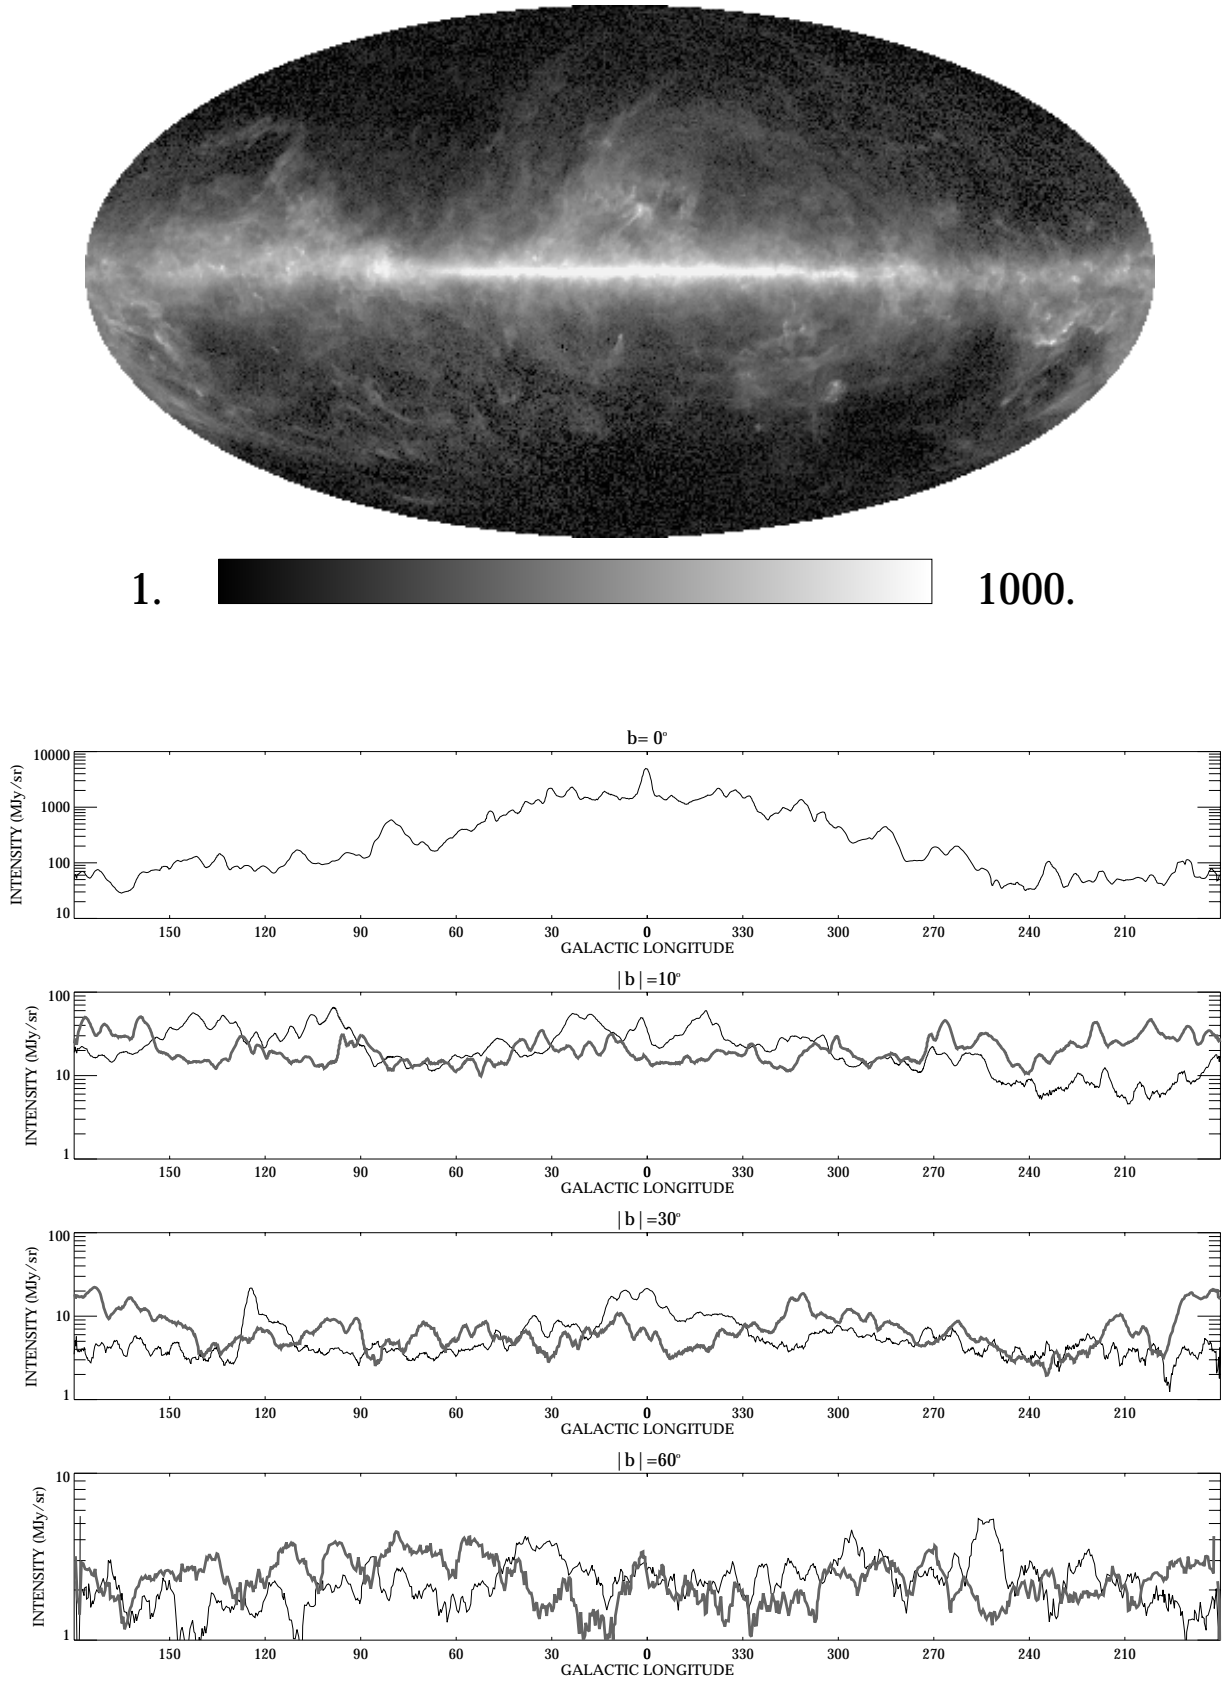 1. 1000.
b= 0°
INTENSITY (MJy/sr)
10000
1000
100
10
150 120 90 60 30 0 330 300 270 240 210
GALACTIC LONGITUDE
|b|=10°
INTENSITY (MJy/sr)
100
10
1
150 120 90 60 30 0 330 300 270 240 210
GALACTIC LONGITUDE
|b|=30°
INTENSITY (MJy/sr)
100
10
1
150 120 90 60 30 0 330 300 270 240 210
GALACTIC LONGITUDE
|b|=60°
INTENSITY (MJy/sr)
10
1
150 120 90 60 30 0 330 300 270 240 210
GALACTIC LONGITUDE